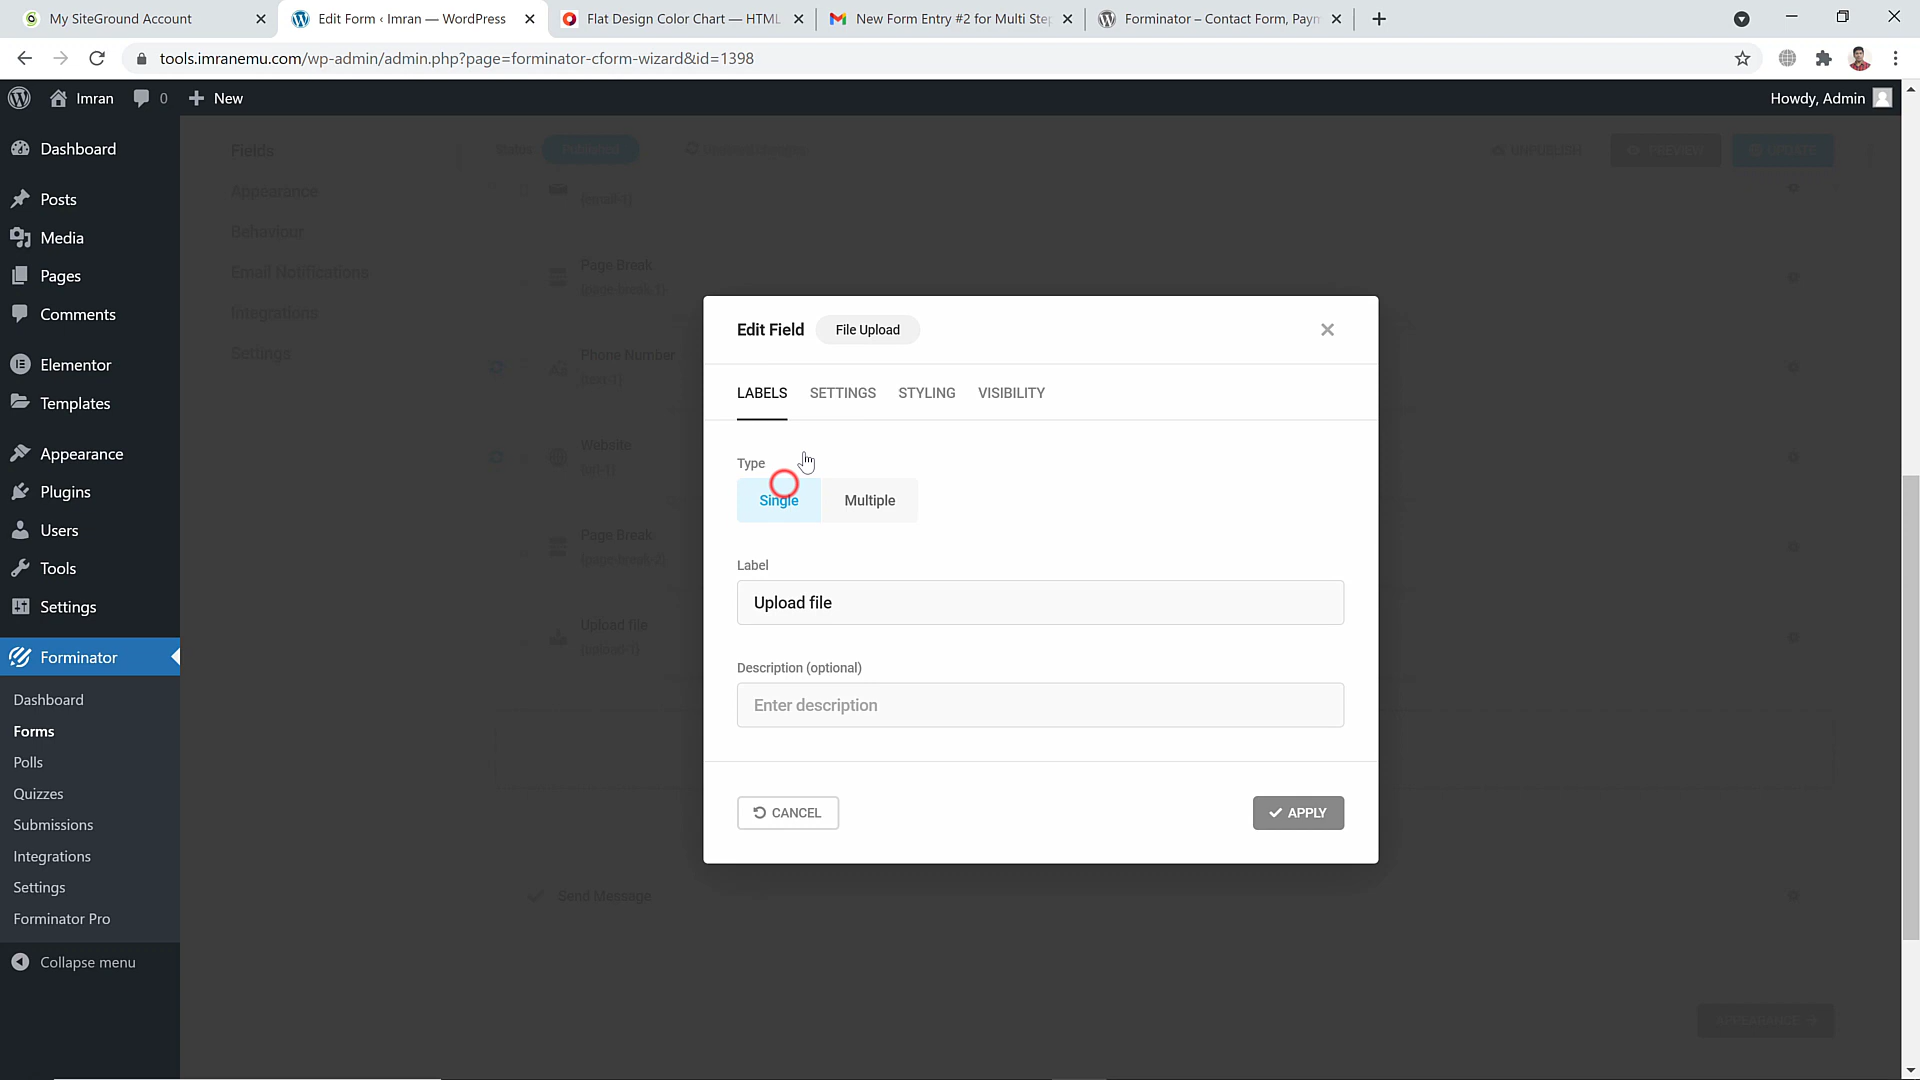 My SiteGround Account
Edit Form ‹ Imran — WordPress
Flat Design Color Chart — HTML
New Form Entry #2 for Multi Step
Forminator – Contact Form, Paym
tools.imranemu.com/wp-admin/admin.php?page=forminator-cform-wizard&id=1398
Imran
0
New
Howdy, Admin
Dashboard
Posts
Media
Pages
Comments
Elementor
Templates
Appearance
Plugins
Users
Tools
Settings
Forminator
Dashboard
Forms
Polls
Quizzes
Submissions
Integrations
Settings
Forminator Pro
Collapse menu
Fields
Appearance
Behaviour
Email Notifications
Integrations
Settings
Status
Published
UNPUBLISH
PREVIEW
UPDATE
(email-1)
Page Break
(page-break-1)
Phone Number
(text-1)
Website
(url-1)
Page Break
(page-break-2)
Upload file
(upload-1)
Send Message
APPEARANCE
Edit Field
File Upload
LABELS
SETTINGS
STYLING
VISIBILITY
Type
Single
Multiple
Label
Upload file
Description (optional)
Enter description
CANCEL
APPLY